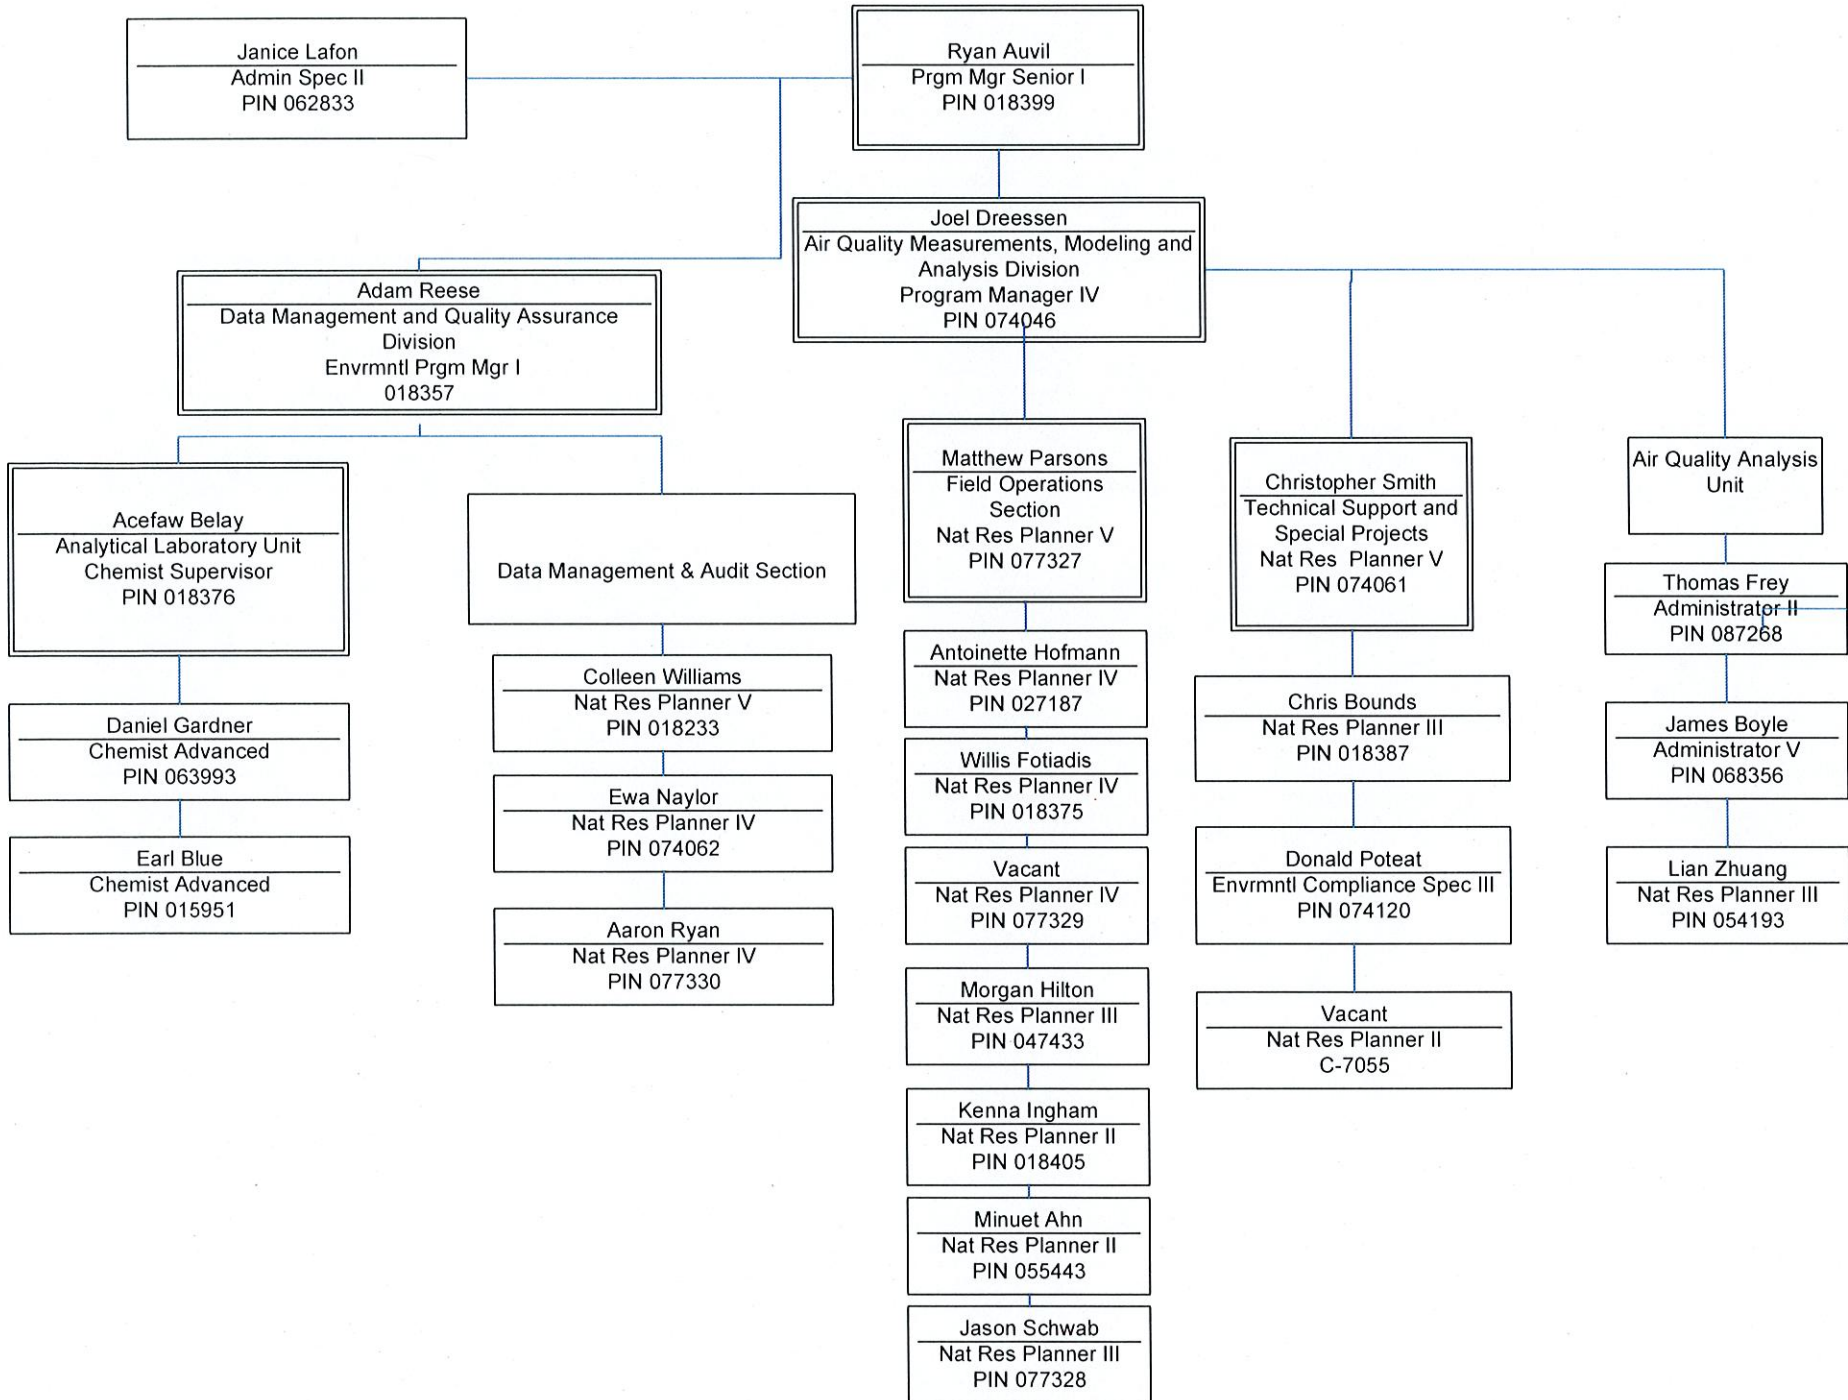 Janice Lafon
Admin Spec II
PIN 062833
Ryan Auvil
Prgm Mgr Senior I
PIN 018399
Joel Dreessen
Air Quality Measurements, Modeling and
Analysis Division
Program Manager IV
PIN 074046
Adam Reese
Data Management and Quality Assurance
Division
Envrmntl Prgm Mgr I
018357
Acefaw Belay
Analytical Laboratory Unit
Chemist Supervisor
PIN 018376
Daniel Gardner
Chemist Advanced
PIN 063993
Earl Blue
Chemist Advanced
PIN 015951
Data Management & Audit Section
Colleen Williams
Nat Res Planner V
PIN 018233
Ewa Naylor
Nat Res Planner IV
PIN 074062
Aaron Ryan
Nat Res Planner IV
PIN 077330
Matthew Parsons
Field Operations
Section
Nat Res Planner V
PIN 077327
Antoinette Hofmann
Nat Res Planner IV
PIN 027187
Willis Fotiadis
Nat Res Planner IV
PIN 018375
Vacant
Nat Res Planner IV
PIN 077329
Morgan Hilton
Nat Res Planner III
PIN 047433
Kenna Ingham
Nat Res Planner II
PIN 018405
Minuet Ahn
Nat Res Planner II
PIN 055443
Jason Schwab
Nat Res Planner III
PIN 077328
Christopher Smith
Technical Support and
Special Projects
Nat Res Planner V
PIN 074061
Chris Bounds
Nat Res Planner III
PIN 018387
Donald Poteat
Envrmntl Compliance Spec III
PIN 074120
Vacant
Nat Res Planner II
C-7055
Air Quality Analysis
Unit
Thomas Frey
Administrator II
PIN 087268
James Boyle
Administrator V
PIN 068356
Lian Zhuang
Nat Res Planner III
PIN 054193